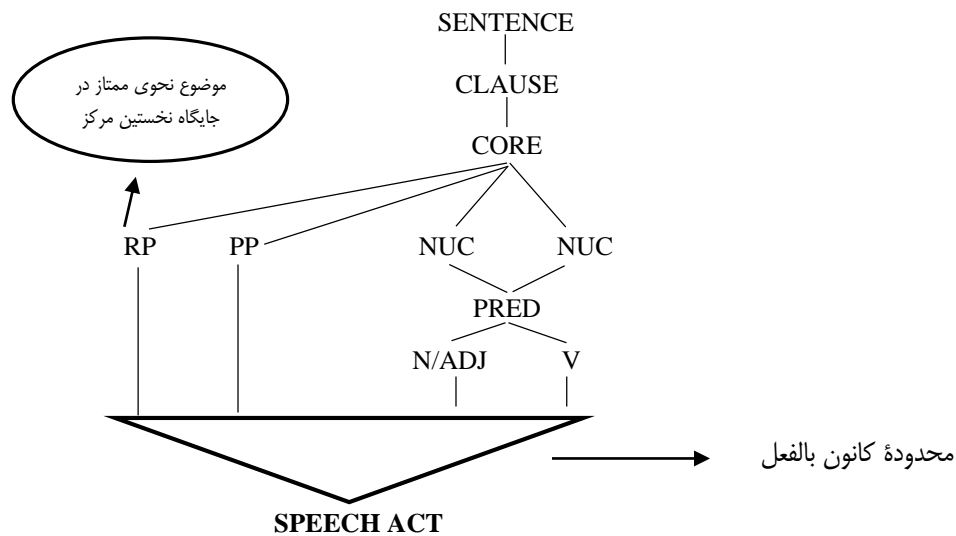 SENTENCE
موضوع نحوی ممتاز در
جایگاه نخستین مرکز
CLAUSE
CORE
RP PP NUC NUC
PRED
N/ADJ V
محدودۀ کانون بالفعل
SPEECH ACT